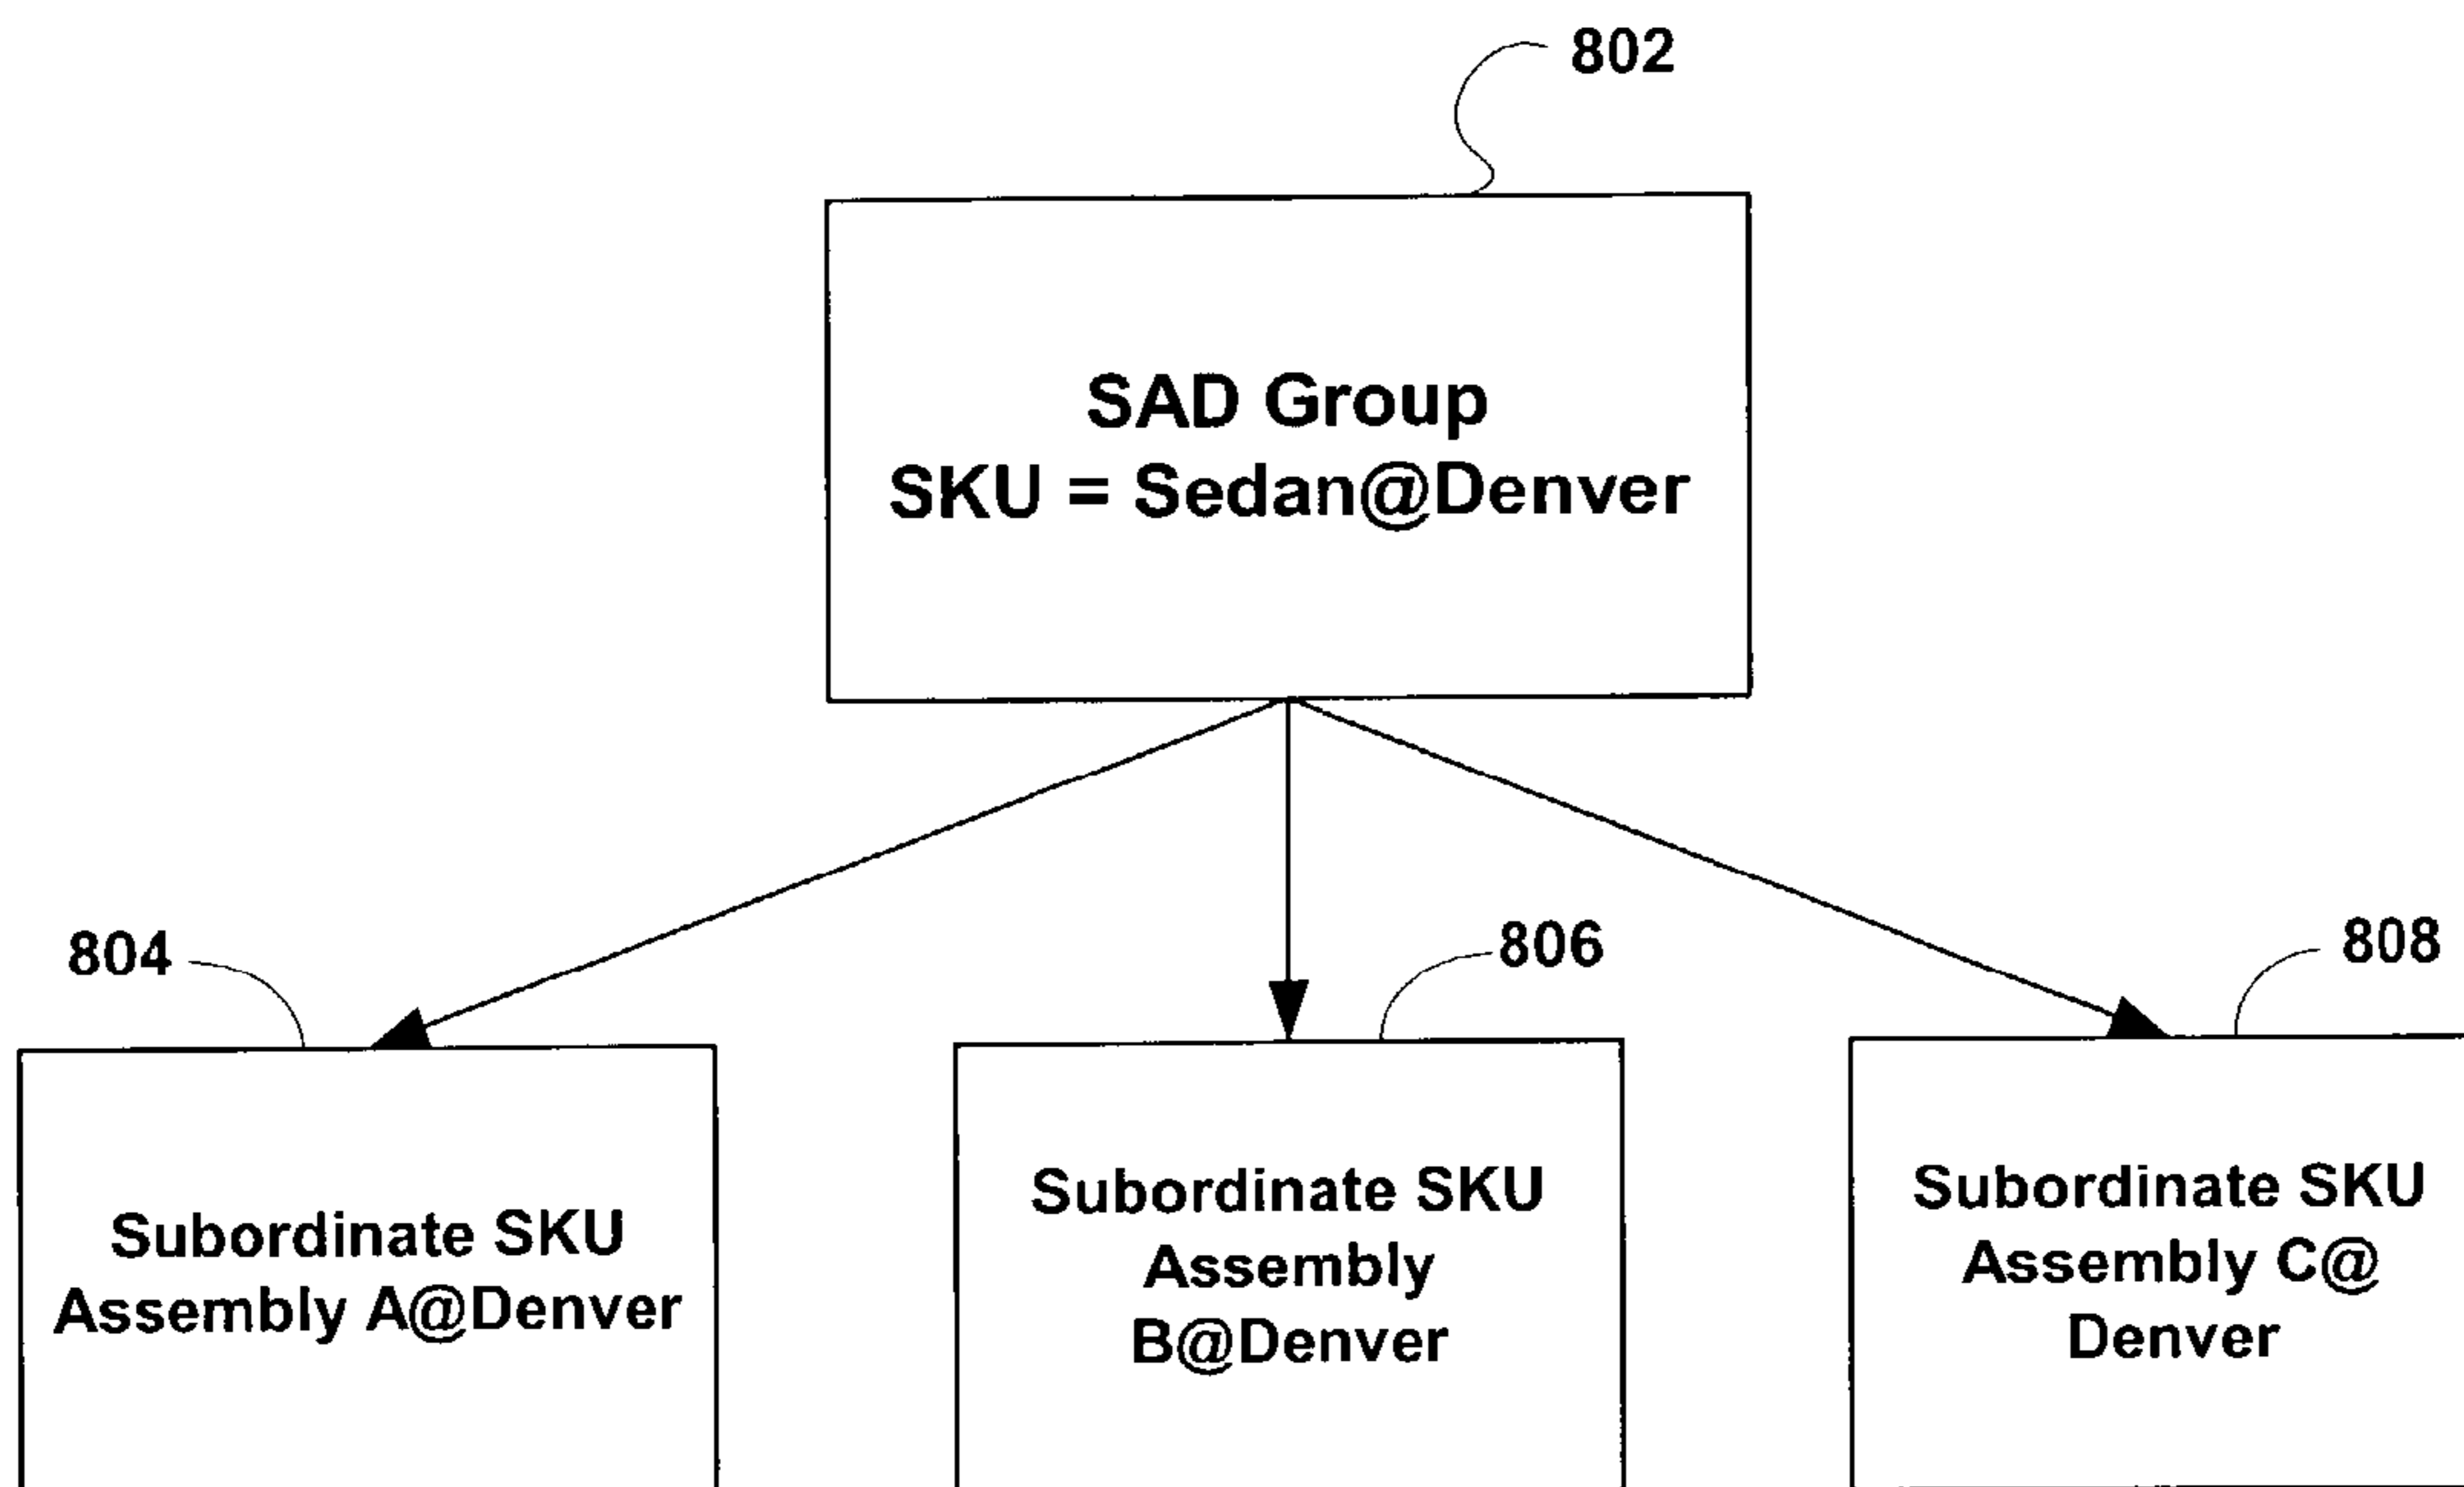 802
SAD Group
SKU = Sedan@Denver
804
806
808
Subordinate SKU
Assembly A@Denver
Subordinate SKU
Assembly
B@Denver
Subordinate SKU
Assembly C@
Denver